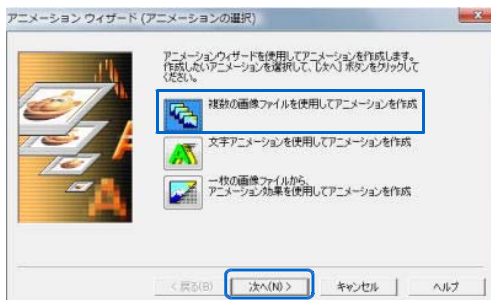 アニメーション ウィザード (アニメーションの選択)
アニメーションウィザードを使用してアニメーションを作成します。
作成したいアニメーションを選択して、[次へ] ボタンをクリックして
ください。
複数の画像ファイルを使用してアニメーションを作成
文字アニメーションを使用してアニメーションを作成
一枚の画像ファイルから、
アニメーション効果を使用してアニメーションを作成
< 戻る(B)
次へ(N) >
キャンセル
ヘルプ